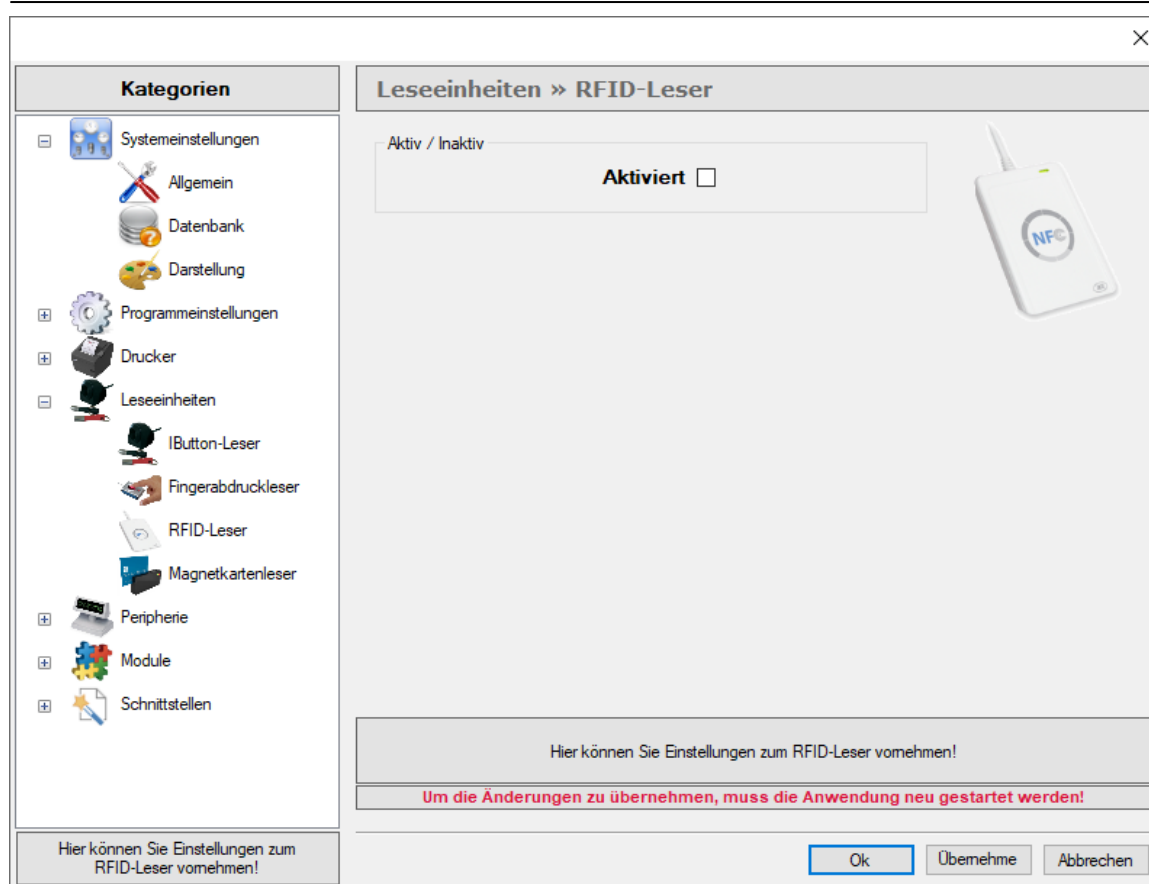 Kategorien
Systemeinstellungen
Allgemein
Datenbank
Darstellung
Programmeinstellungen
Drucker
Leseeinheiten
IButton-Leser
Fingerabdruckleser
RFID-Leser
Magnetkartenleser
Peripherie
Module
Schnittstellen
Hier können Sie Einstellungen zum
RFID-Leser vornehmen!
Leseeinheiten » RFID-Leser
Aktiv / Inaktiv
Aktiviert
NFC
Hier können Sie Einstellungen zum RFID-Leser vornehmen!
Um die Änderungen zu übernehmen, muss die Anwendung neu gestartet werden!
Ok
Übernehme
Abbrechen